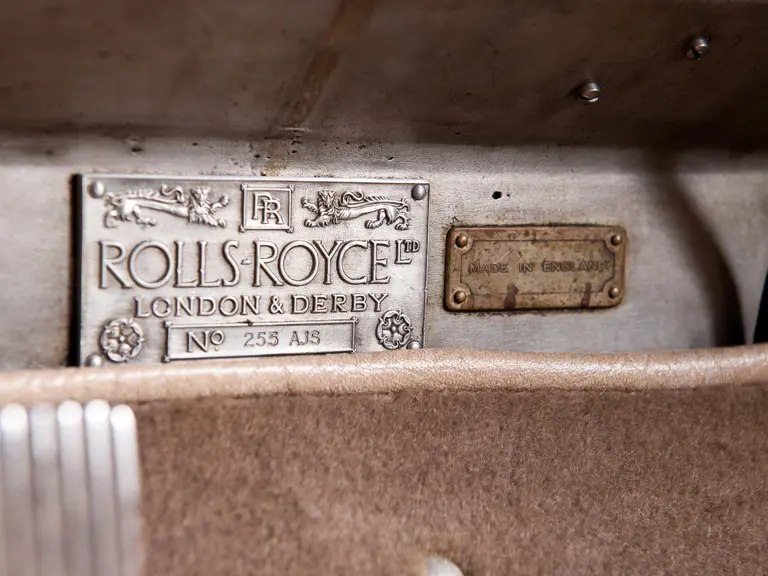 RR
ROLLS-ROYCE LTD
LONDON & DERBY
Nº 255 AJS
MADE IN ENGLAND